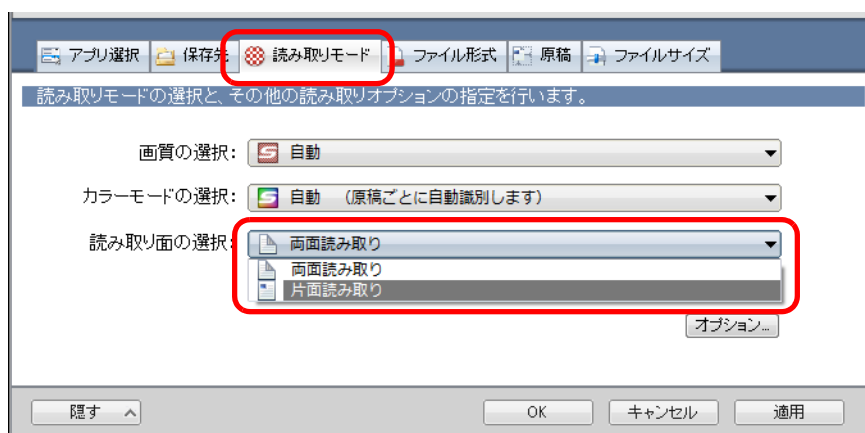 アプリ選択 保存先 読み取りモード ファイル形式 原稿 ファイルサイズ
読み取りモードの選択と、その他の読み取りオプションの指定を行います。
画質の選択: 自動
カラーモードの選択: 自動 (原稿ごとに自動識別します)
読み取り面の選択: 両面読み取り
両面読み取り
片面読み取り
オプション...
隠す OK キャンセル 適用